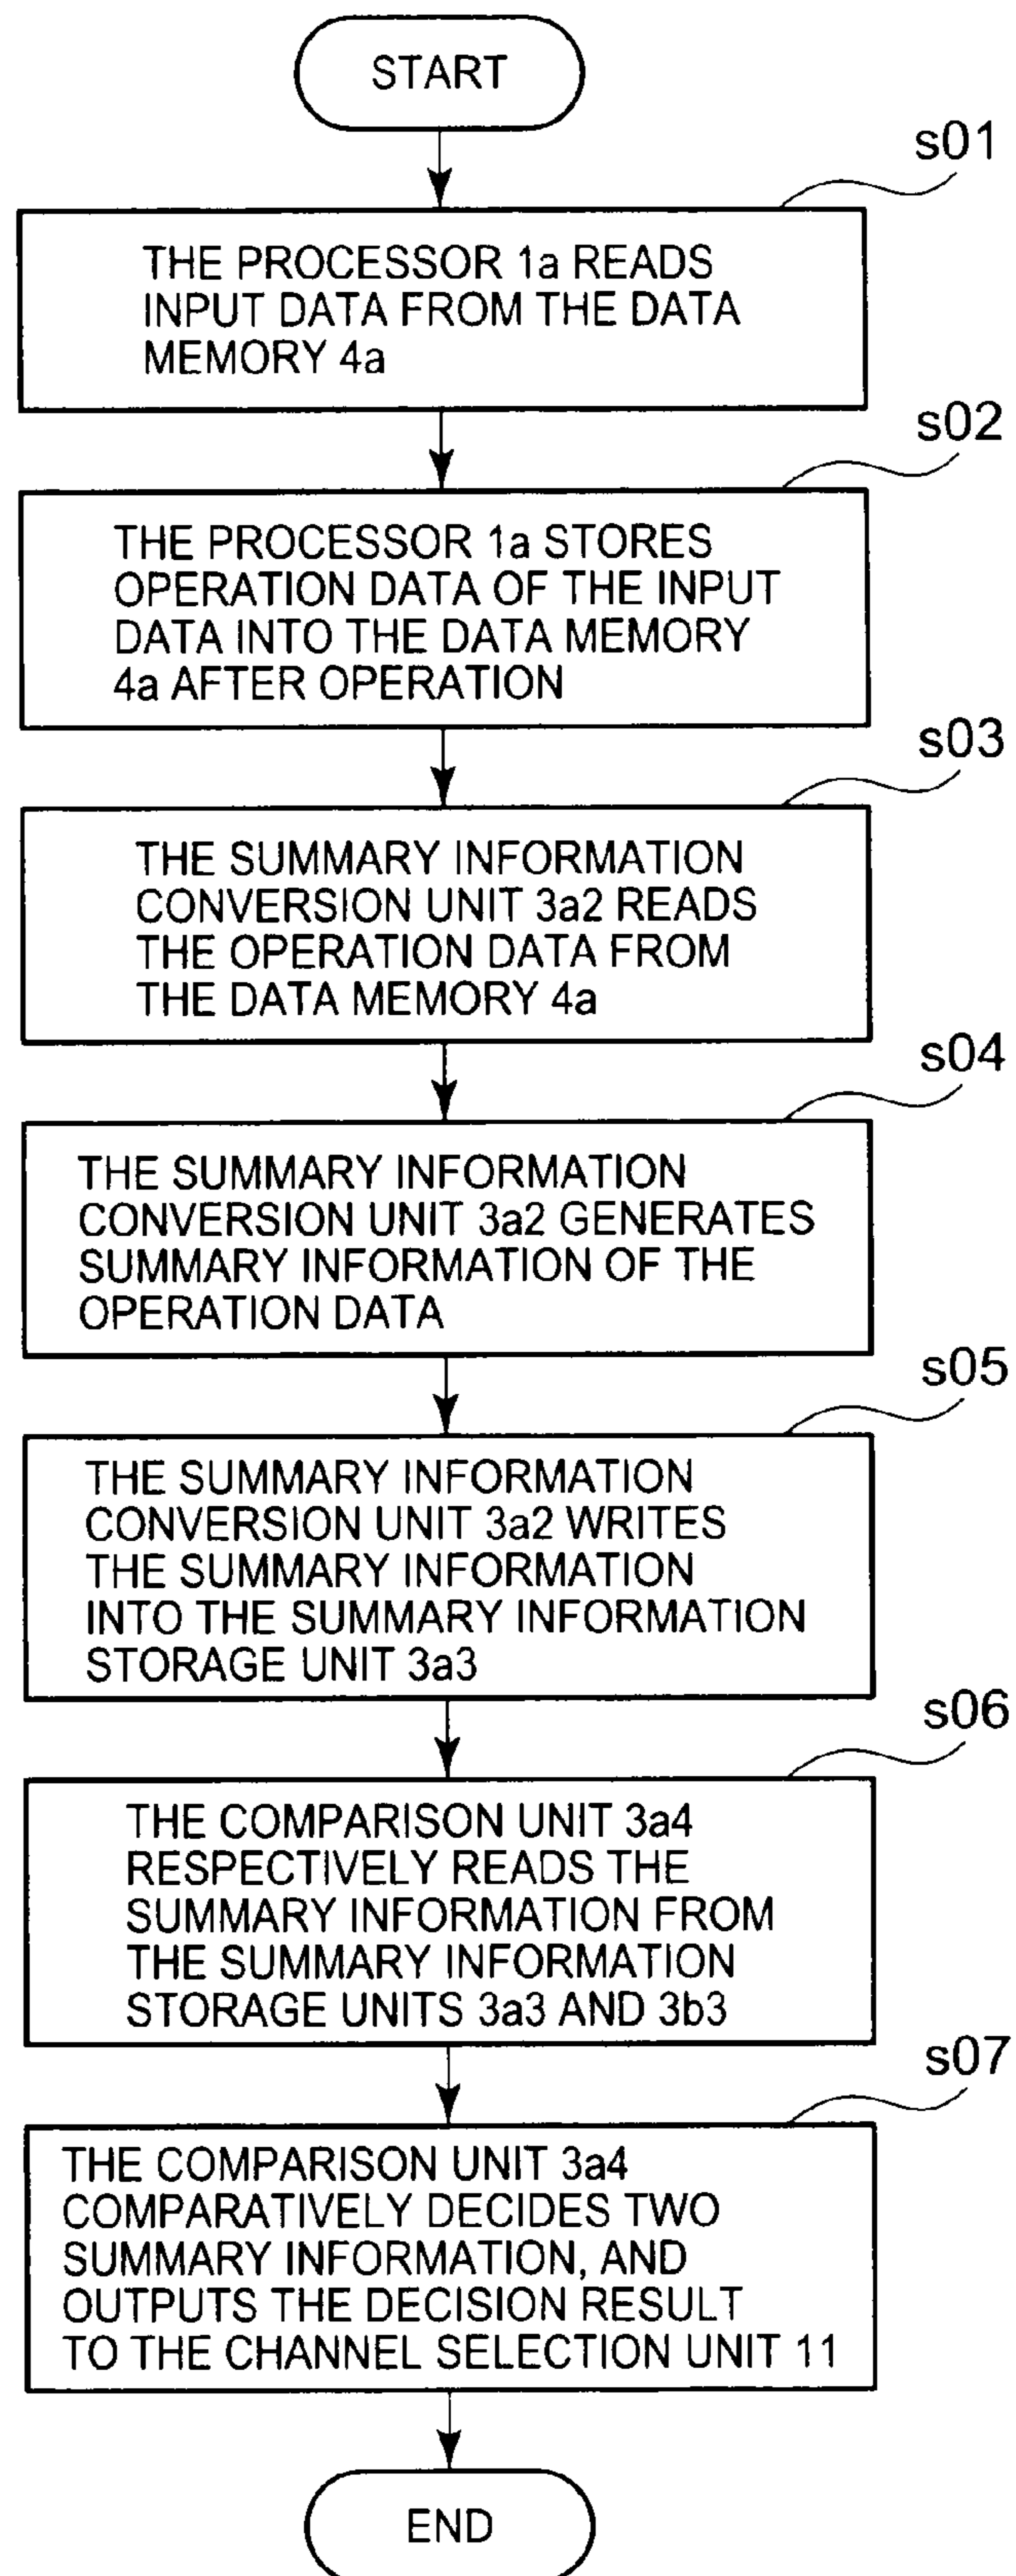 START
s01
THE PROCESSOR 1a READS
INPUT DATA FROM THE DATA
MEMORY 4a
s02
THE PROCESSOR 1a STORES
OPERATION DATA OF THE INPUT
DATA INTO THE DATA MEMORY
4a AFTER OPERATION
s03
THE SUMMARY INFORMATION
CONVERSION UNIT 3a2 READS
THE OPERATION DATA FROM
THE DATA MEMORY 4a
s04
THE SUMMARY INFORMATION
CONVERSION UNIT 3a2 GENERATES
SUMMARY INFORMATION OF THE
OPERATION DATA
s05
THE SUMMARY INFORMATION
CONVERSION UNIT 3a2 WRITES
THE SUMMARY INFORMATION
INTO THE SUMMARY INFORMATION
STORAGE UNIT 3a3
s06
THE COMPARISON UNIT 3a4
RESPECTIVELY READS THE
SUMMARY INFORMATION FROM
THE SUMMARY INFORMATION
STORAGE UNITS 3a3 AND 3b3
s07
THE COMPARISON UNIT 3a4
COMPARATIVELY DECIDES TWO
SUMMARY INFORMATION, AND
OUTPUTS THE DECISION RESULT
TO THE CHANNEL SELECTION UNIT 11
END